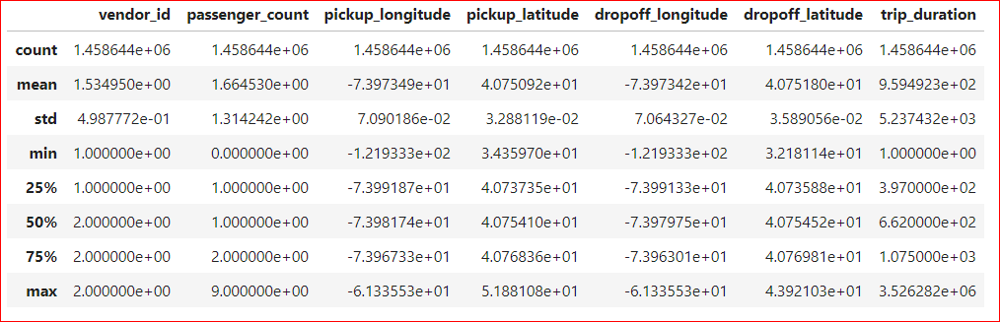 vendor_id passenger_count pickup_longitude pickup_latitude dropoff_longitude dropoff_latitude trip_duration
count 1.458644e+06 1.458644e+06 1.458644e+06 1.458644e+06 1.458644e+06 1.458644e+06 1.458644e+06
mean 1.534950e+00 1.664530e+00 -7.397349e+01 4.075092e+01 -7.397342e+01 4.075180e+01 9.594923e+02
std 4.987772e-01 1.314242e+00 7.090186e-02 3.288119e-02 7.064327e-02 3.589056e-02 5.237432e+03
min 1.000000e+00 0.000000e+00 -1.219333e+02 3.435970e+01 -1.219333e+02 3.218114e+01 1.000000e+00
25% 1.000000e+00 1.000000e+00 -7.399187e+01 4.073735e+01 -7.399133e+01 4.073588e+01 3.970000e+02
50% 2.000000e+00 1.000000e+00 -7.398174e+01 4.075410e+01 -7.397975e+01 4.075452e+01 6.620000e+02
75% 2.000000e+00 2.000000e+00 -7.396733e+01 4.076836e+01 -7.396301e+01 4.076981e+01 1.075000e+03
max 2.000000e+00 9.000000e+00 -6.133553e+01 5.188108e+01 -6.133553e+01 4.392103e+01 3.526282e+06